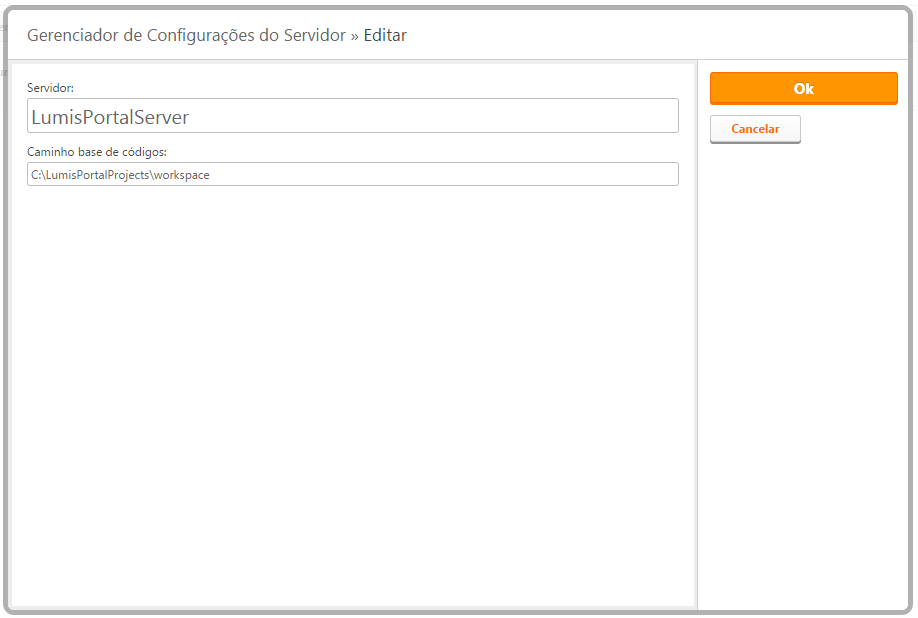 Gerenciador de Configurações do Servidor » Editar
Servidor:
LumisPortalServer
Caminho base de códigos:
C:\LumisPortalProjects\workspace
Ok
Cancelar